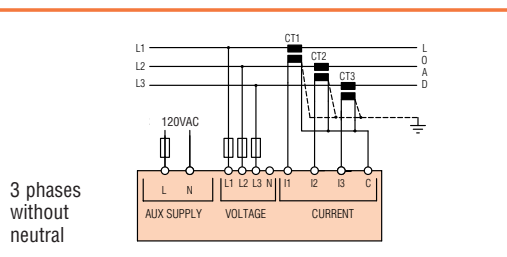 CT1
L1
L
CT2
L2
O
CT3
A
L3
D
120VAC
L N
L1 L2 L3 N
I1 I2 I3 C
AUX SUPPLY
VOLTAGE
CURRENT
3 phases
without
neutral